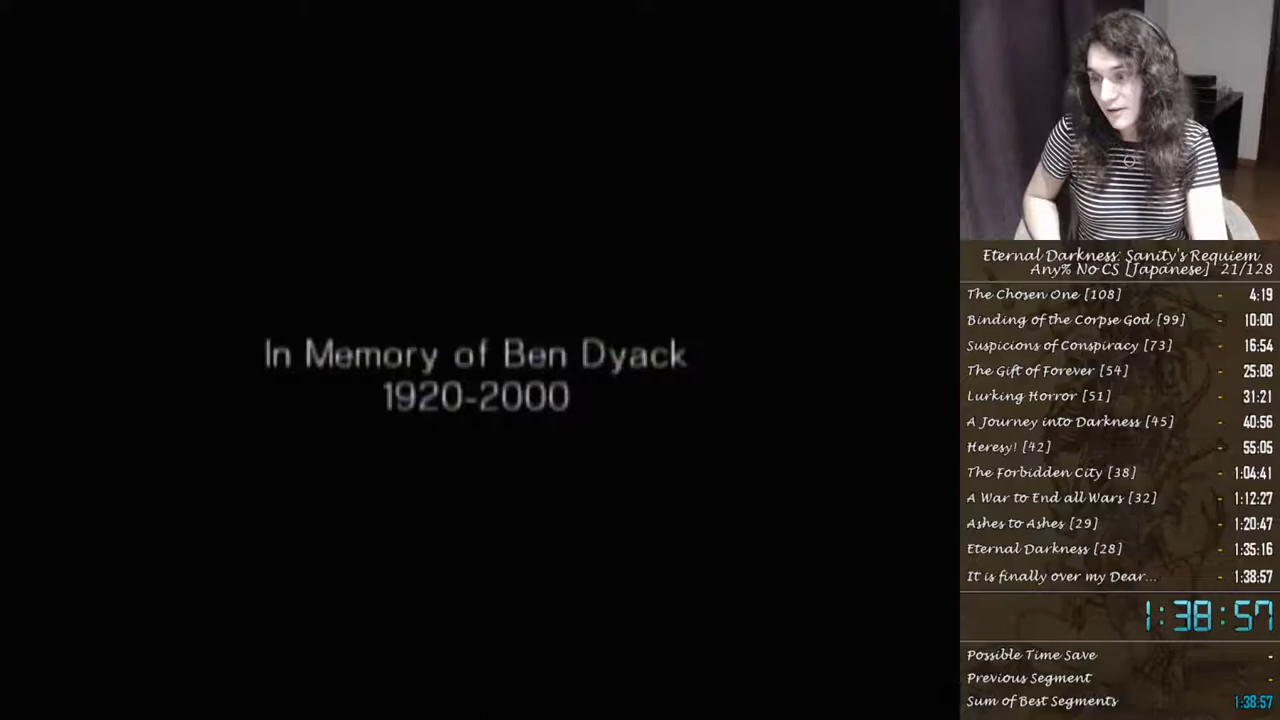 In Memory of Ben Dyack
1920-2000
Eternal Darkness: Sanity's Requiem
Any% No CS [Japanese] 21/128
The Chosen One [108] - 4:19
Binding of the Corpse God [99] - 10:00
Suspicions of Conspiracy [73] - 16:54
The Gift of Forever [54] - 25:08
Lurking Horror [51] - 31:21
A Journey into Darkness [45] - 40:56
Heresy! [42] - 55:05
The Forbidden City [38] - 1:04:41
A War to End all Wars [32] - 1:12:27
Ashes to Ashes [29] - 1:20:47
Eternal Darkness [28] - 1:35:16
It is finally over my Dear... - 1:38:57
1:38:57
Possible Time Save -
Previous Segment -
Sum of Best Segments 1:38:57